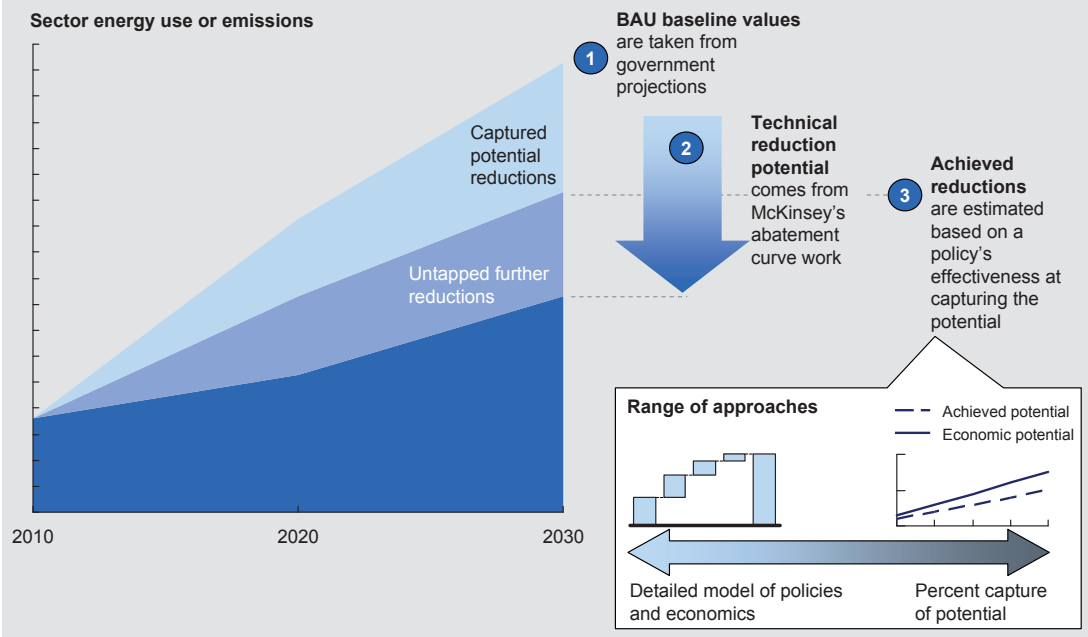 Sector energy use or emissions
Captured
potential
reductions
Untapped further
reductions
2010
2020
2030
1
BAU baseline values
are taken from
government
projections
2
Technical
reduction
potential
comes from
McKinsey’s
abatement
curve work
3
Achieved
reductions
are estimated
based on a
policy’s
effectiveness at
capturing the
potential
Range of approaches
Achieved potential
Economic potential
Detailed model of policies
and economics
Percent capture
of potential